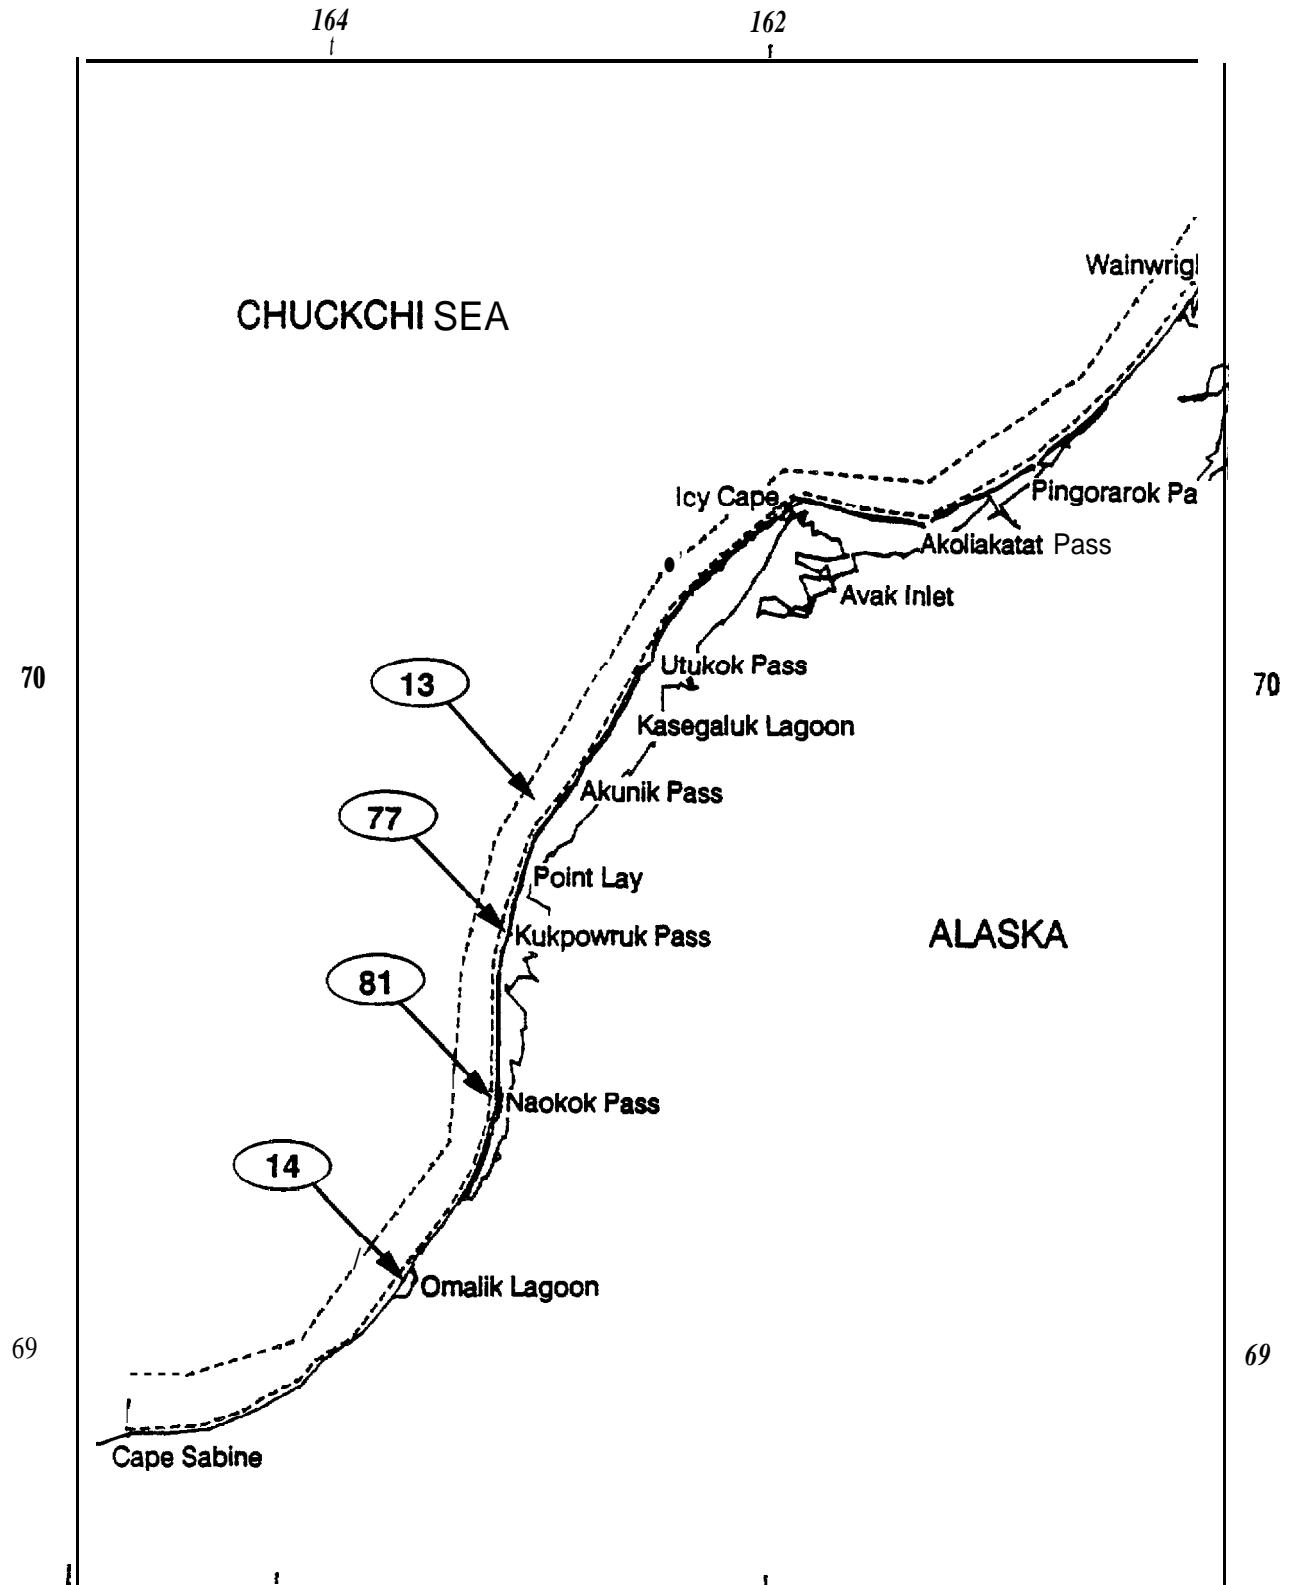 164
162
Wainwrig
CHUCKCHI SEA
Icy Cape
Pingorarok Pa
Akoliakatat Pass
Avak Inlet
70
Utukok Pass
70
13
Kasegaluk Lagoon
Akunik Pass
77
Point Lay
Kukpowruk Pass
ALASKA
81
Naokok Pass
14
Omalik Lagoon
69
69
Cape Sabine